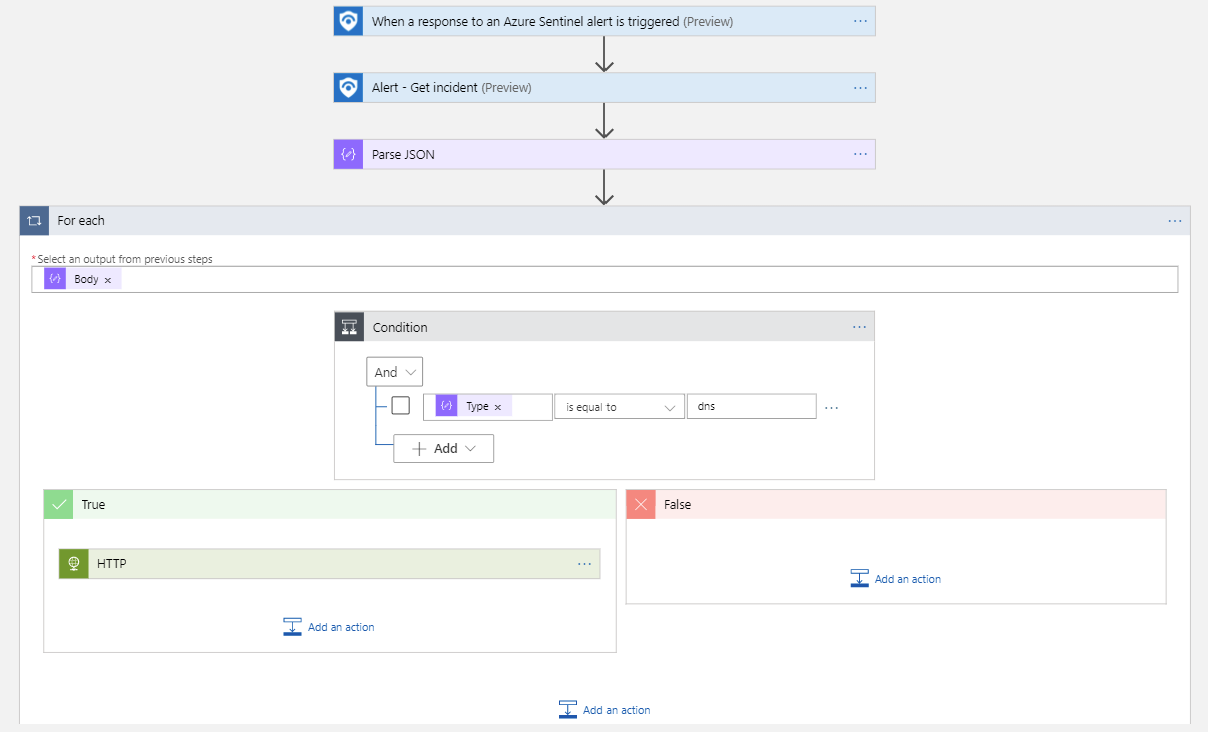 When a response to an Azure Sentinel alert is triggered (Preview)
Alert - Get incident (Preview)
Parse JSON
For each
*Select an output from previous steps
Body ×
Condition
And
Type × is equal to dns
Add
True
False
HTTP
Add an action
Add an action
Add an action